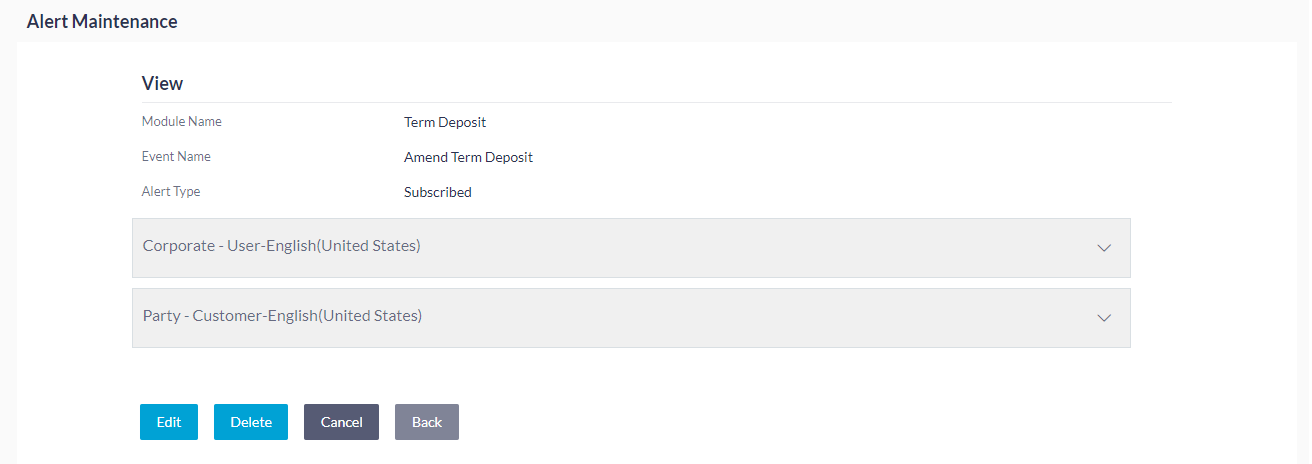 Alert Maintenance
View
Module Name Term Deposit
Event Name Amend Term Deposit
Alert Type Subscribed
Corporate - User-English(United States)
Party - Customer-English(United States)
Edit Delete Cancel Back